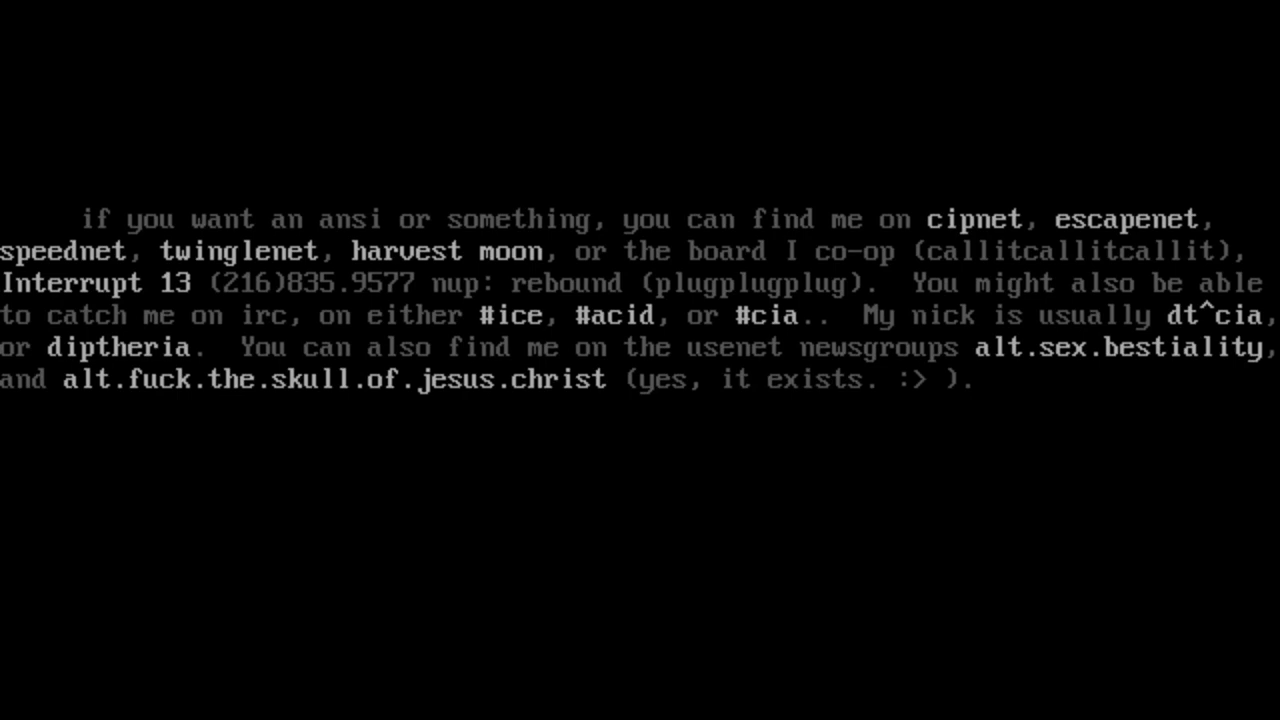 if you want an ansi or something, you can find me on cipnet, escapenet,
speednet, twinglenet, harvest moon, or the board I co-op (callitcallitcallit),
Interrupt 13 (216)835.9577 nup: rebound (plugplugplug).  You might also be able
to catch me on irc, on either #ice, #acid, or #cia..  My nick is usually dt^cia,
or diptheria.  You can also find me on the usenet newsgroups alt.sex.bestiality,
and alt.fuck.the.skull.of.jesus.christ (yes, it exists. :> ).